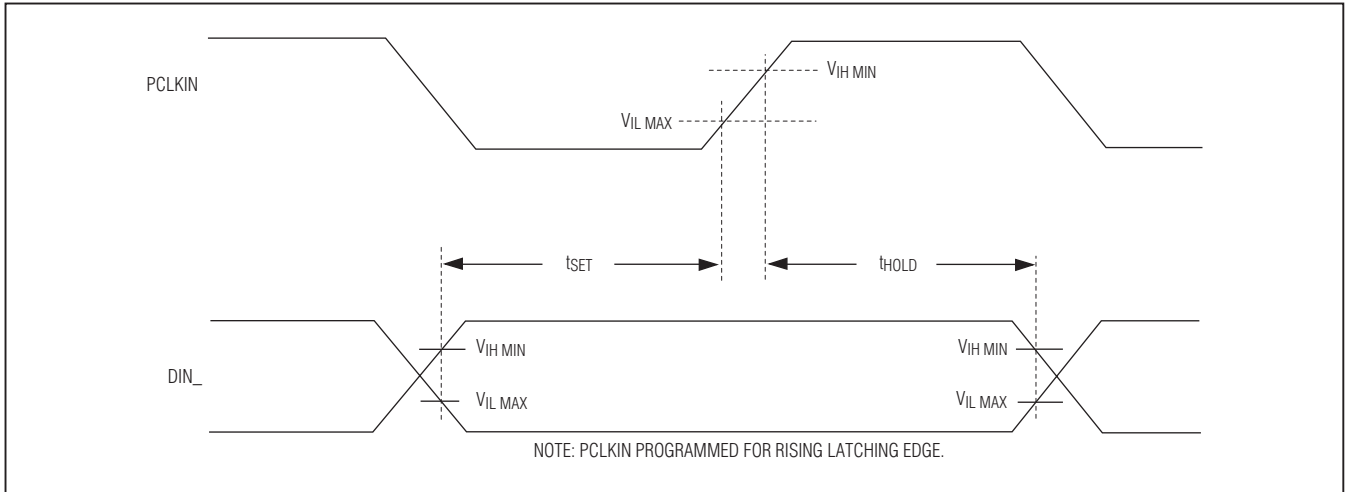 PCLKIN
VIH MIN
VIL MAX
tSET
tHOLD
VIH MIN
VIH MIN
DIN_
VIL MAX
VIL MAX
NOTE: PCLKIN PROGRAMMED FOR RISING LATCHING EDGE.